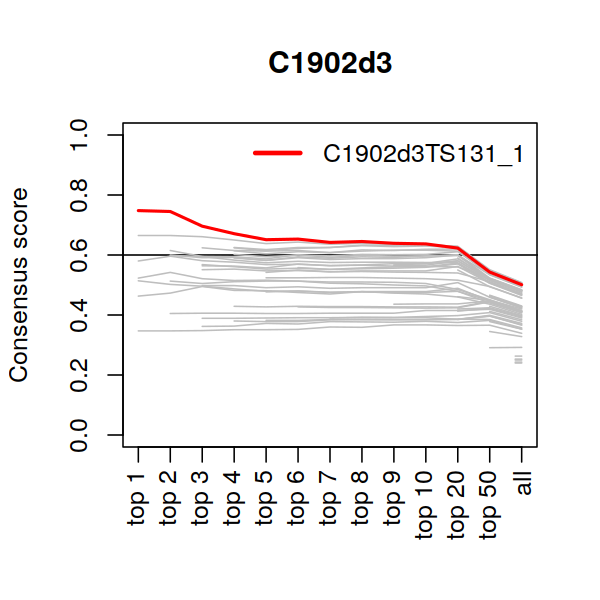 C1902d3
C1902d3TS131_1
Consensus score
1.0
0.8
0.6
0.4
0.2
0.0
top 1
top 2
top 3
top 4
top 5
top 6
top 7
top 8
top 9
top 10
top 20
top 50
all